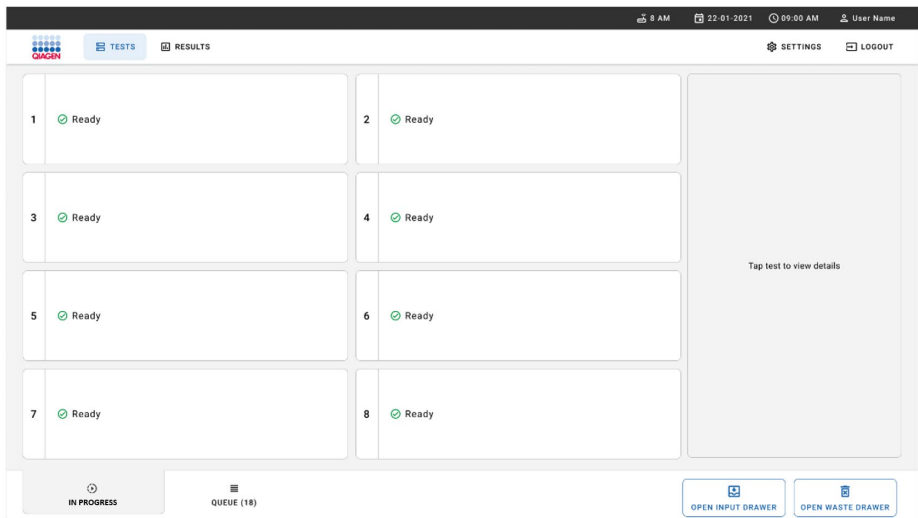 8 AM 22-01-2021 09:00 AM User Name
QIAGEN TESTS RESULTS SETTINGS LOGOUT
1 Ready 2 Ready
3 Ready 4 Ready
Tap test to view details
5 Ready 6 Ready
7 Ready 8 Ready
IN PROGRESS QUEUE (18) OPEN INPUT DRAWER OPEN WASTE DRAWER